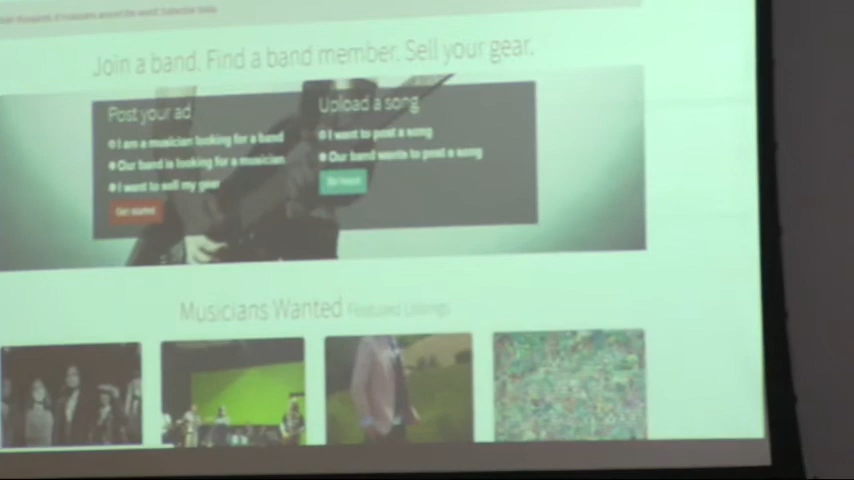 Join a band. Find a band member. Sell your gear.
Post your ad
I am a musician looking for a band
Our band is looking for a musician
I want to sell my gear
Get started
Upload a song
I want to post a song
Our band wants to post a song
Musicians Wanted Featured Listings